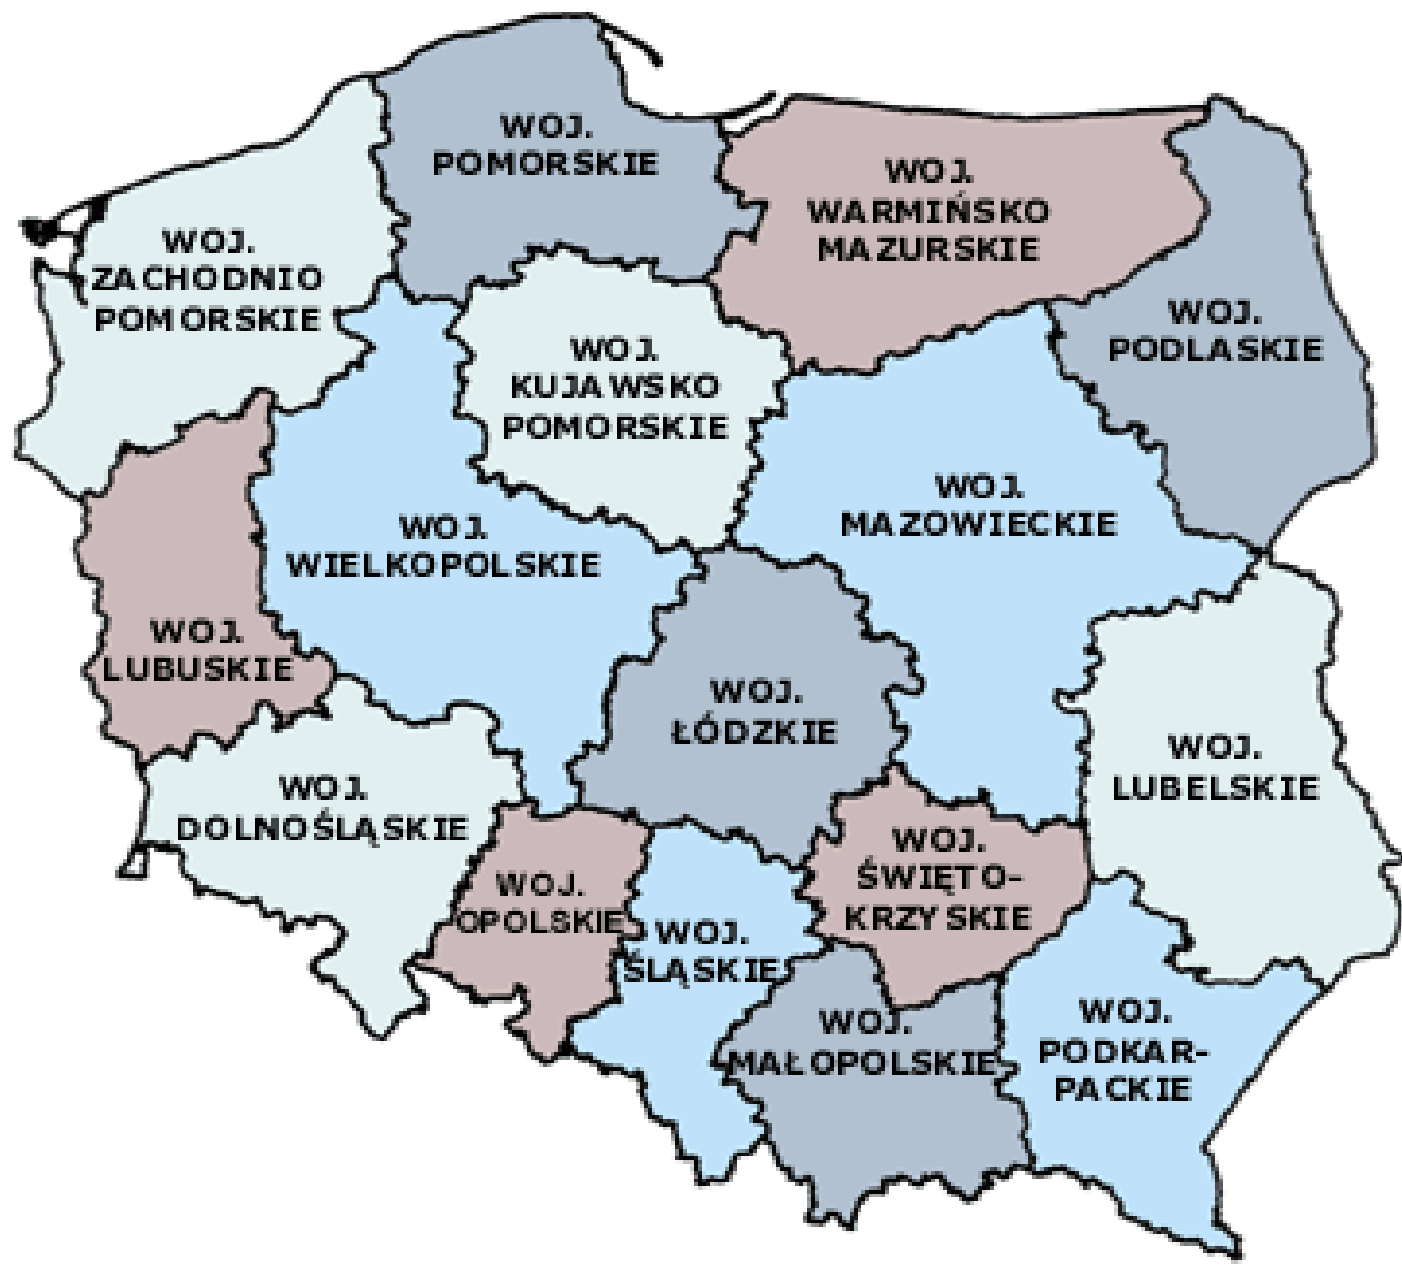 WOJ.
POMORSKIE
WOJ.
WARMIŃSKO
MAZURSKIE
WOJ.
ZACHODNIO
POMORSKIE
WOJ.
PODLASKIE
WOJ.
KUJAWSKO
POMORSKIE
WOJ.
MAZOWIECKIE
WOJ.
WIELKOPOLSKIE
WOJ.
LUBUSKIE
WOJ.
ŁÓDZKIE
WOJ.
LUBELSKIE
WOJ.
DOLNOŚLĄSKIE
WOJ.
ŚWIĘTO-
KRZYSKIE
WOJ.
OPOLSKIE
WOJ.
ŚLĄSKIE
WOJ.
MAŁOPOLSKIE
WOJ.
PODKAR-
PACKIE